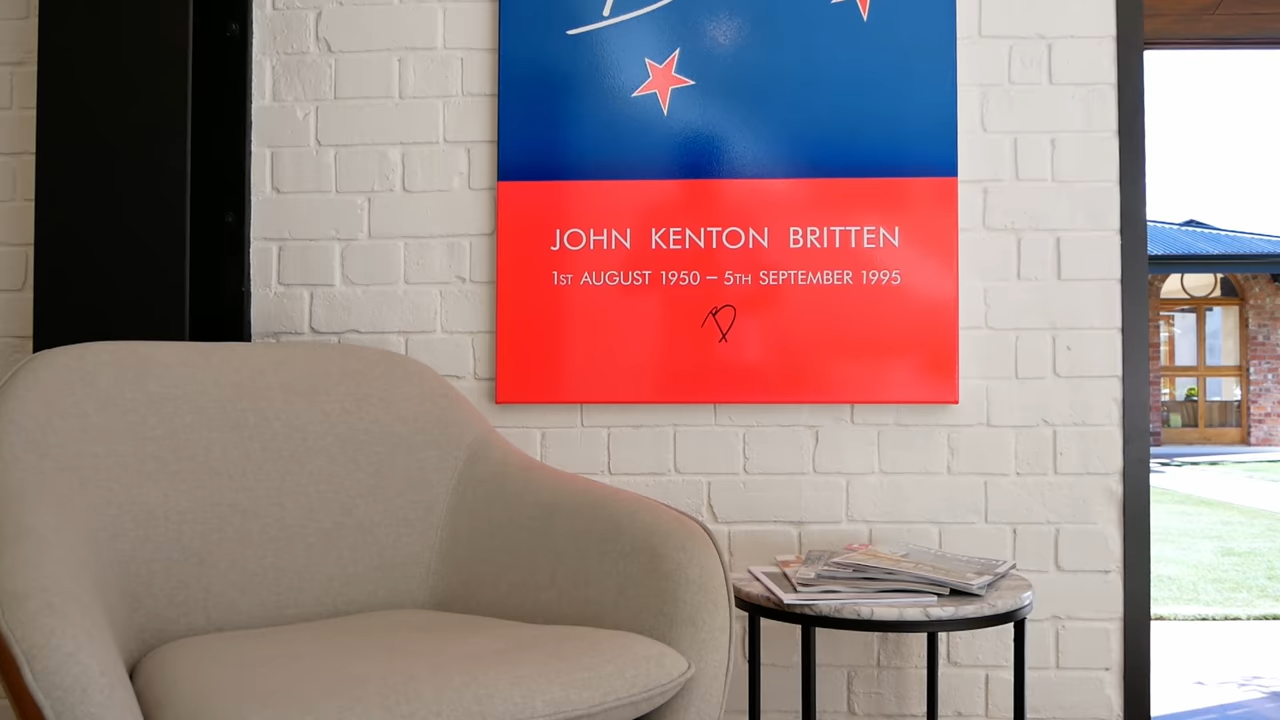 JOHN KENTON BRITTEN
1ST AUGUST 1950 – 5TH SEPTEMBER 1995